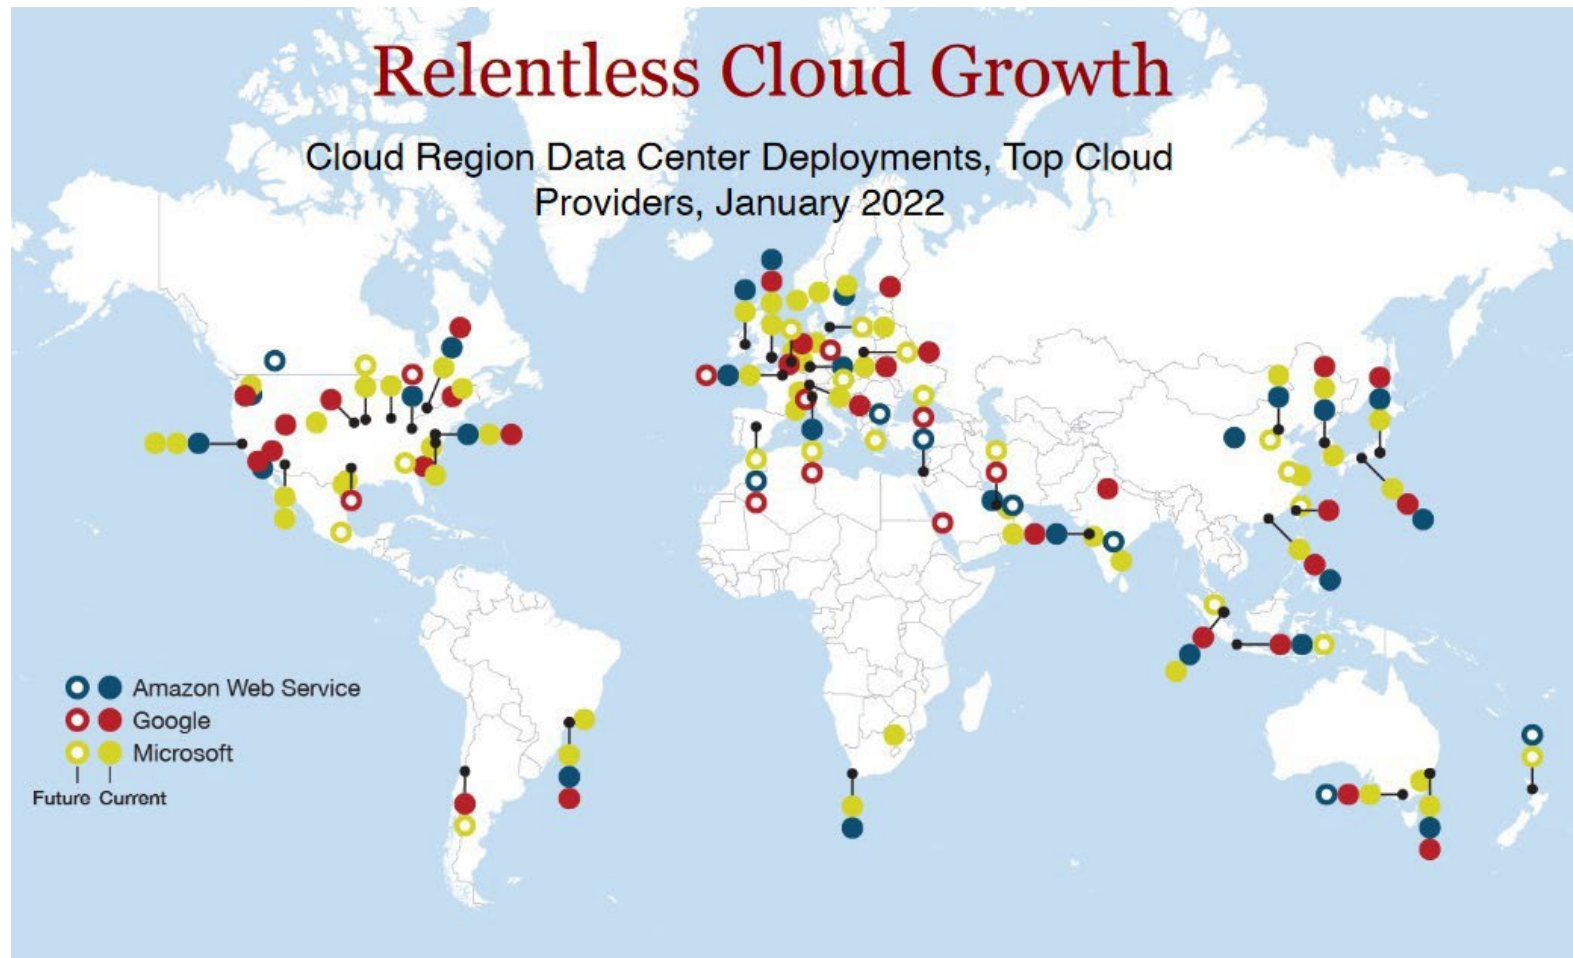 Relentless Cloud Growth
Cloud Region Data Center Deployments, Top Cloud
Providers, January 2022
Amazon Web Service
Google
Microsoft
Future Current